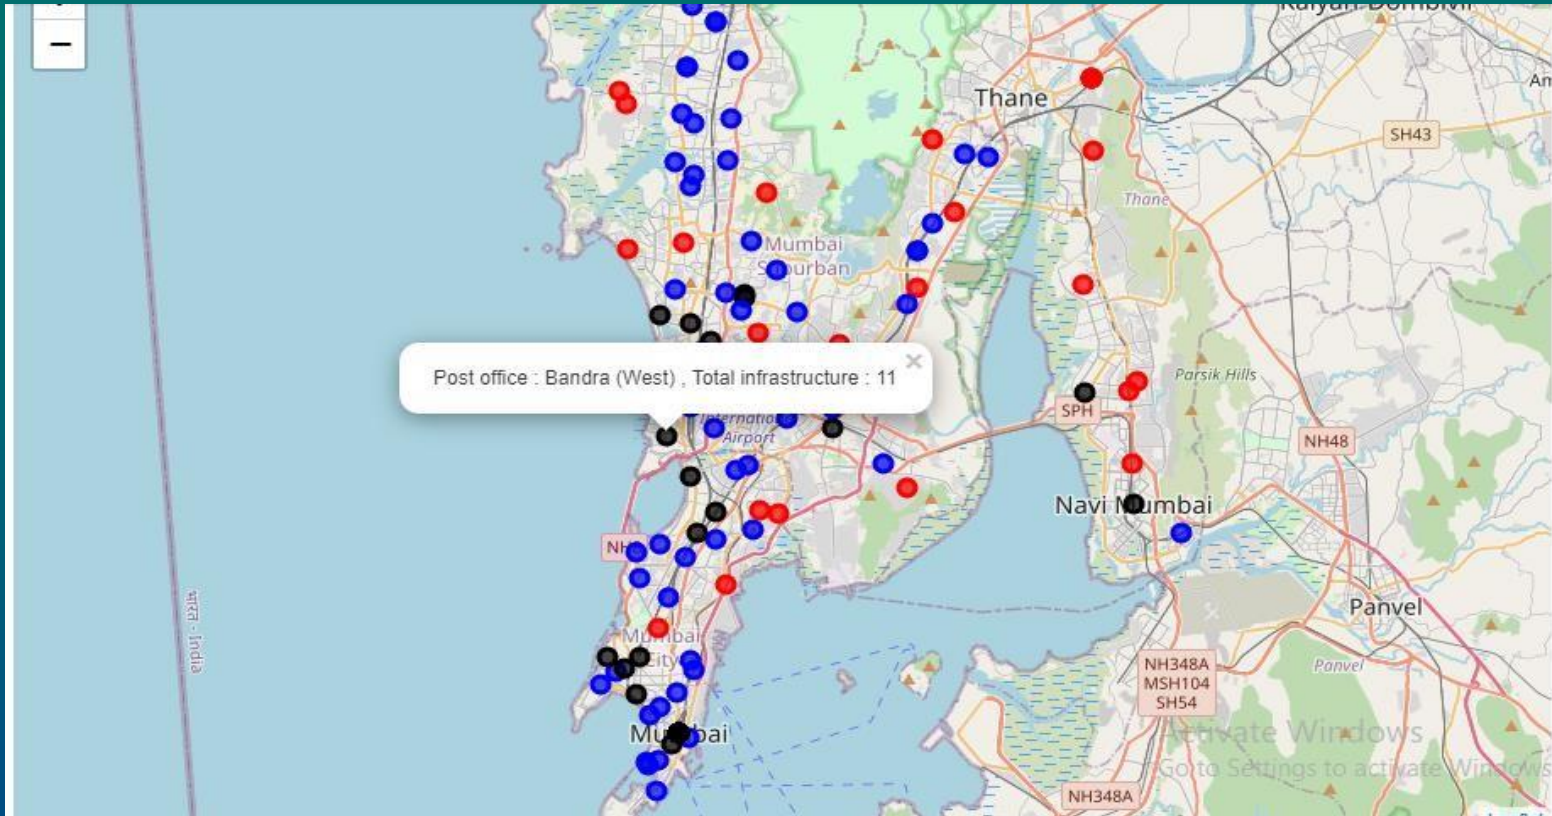 −
Kalyan-Dombivli
Thane
Am
SH43
Thane
Mumbai
Suburban
Post office : Bandra (West) , Total infrastructure : 11
×
Parsik Hills
SPH
International
Airport
NH48
Navi Mumbai
NH
भारत - India
Panvel
Mumbai
City
NH348A
MSH104
SH54
Panvel
Mumbai
Activate Windows
Go to Settings to activate Windows
NH348A